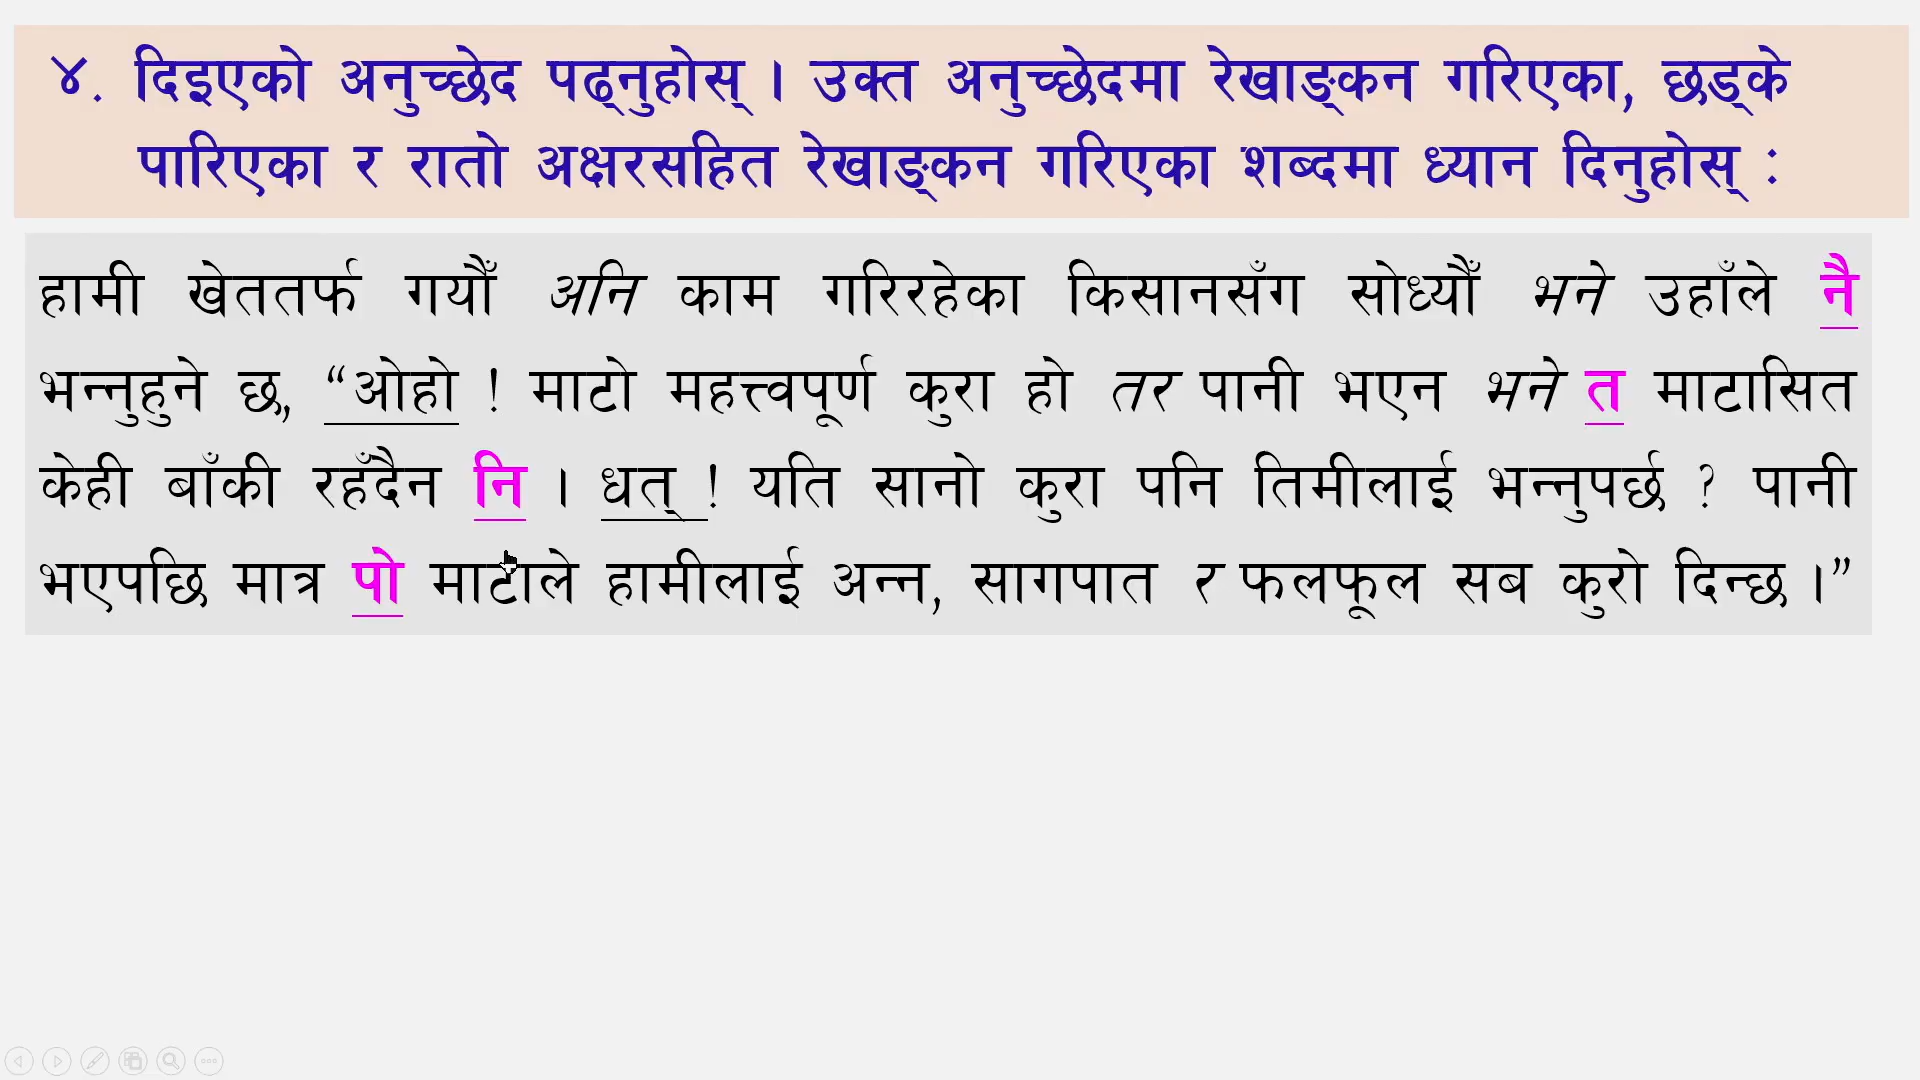 ४. दिइएको अनुच्छेद पढ्नुहोस् । उक्त अनुच्छेदमा रेखाङ्कन गरिएका, छड्के
पारिएका र रातो अक्षरसहित रेखाङ्कन गरिएका शब्दमा ध्यान दिनुहोस् :
हामी खेततर्फ गयौँ अनि काम गरिरहेका किसानसँग सोध्यौँ भने उहाँले नै
भन्नुहुने छ, “ओहो ! माटो महत्त्वपूर्ण कुरा हो तर पानी भएन भने त माटासित
केही बाँकी रहँदैन नि । धत् ! यति सानो कुरा पनि तिमीलाई भन्नुपर्छ ? पानी
भएपछि मात्र पो माटाले हामीलाई अन्न, सागपात र फलफूल सब कुरो दिन्छ ।”